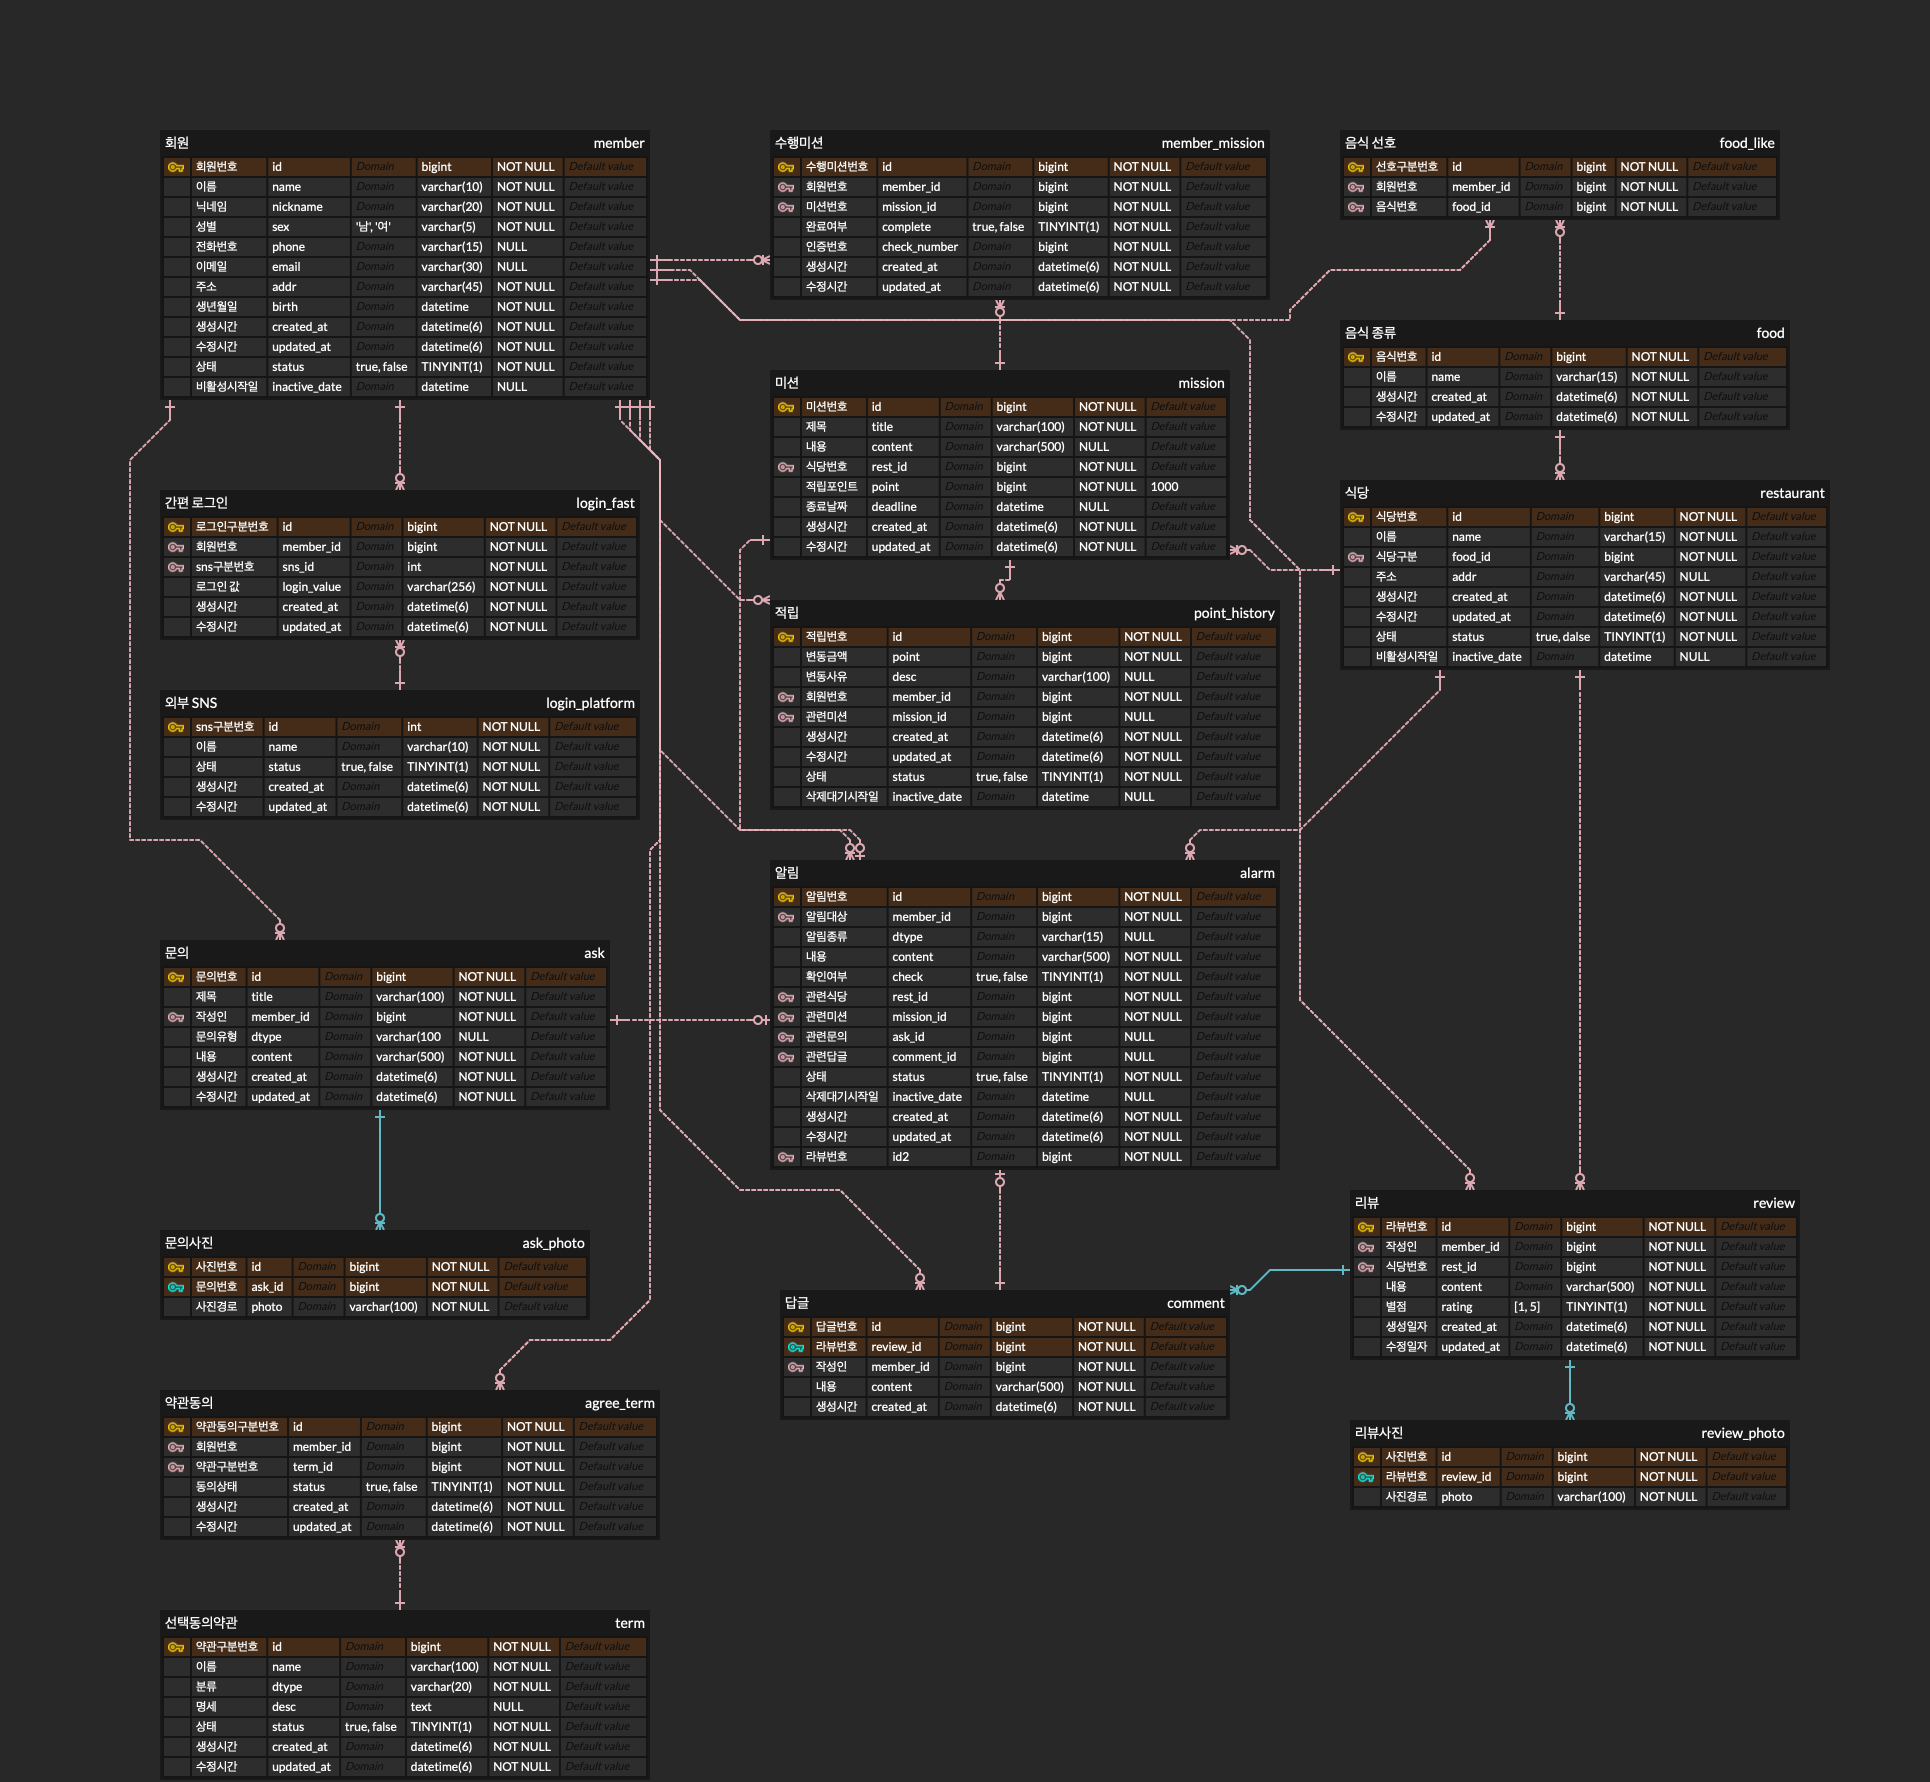 회원 member
회원번호 id Domain bigint NOT NULL Default value
이름 name Domain varchar(10) NOT NULL Default value
닉네임 nickname Domain varchar(20) NOT NULL Default value
성별 sex '남', '여' varchar(5) NOT NULL Default value
전화번호 phone Domain varchar(15) NULL Default value
이메일 email Domain varchar(30) NULL Default value
주소 addr Domain varchar(45) NOT NULL Default value
생년월일 birth Domain datetime NOT NULL Default value
생성시간 created_at Domain datetime(6) NOT NULL Default value
수정시간 updated_at Domain datetime(6) NOT NULL Default value
상태 status true, false TINYINT(1) NOT NULL Default value
비활성시작일 inactive_date Domain datetime NULL Default value
수행미션 member_mission
수행미션번호 id Domain bigint NOT NULL Default value
회원번호 member_id Domain bigint NOT NULL Default value
미션번호 mission_id Domain bigint NOT NULL Default value
완료여부 complete true, false TINYINT(1) NOT NULL Default value
인증번호 check_number Domain bigint NOT NULL Default value
생성시간 created_at Domain datetime(6) NOT NULL Default value
수정시간 updated_at Domain datetime(6) NOT NULL Default value
음식 선호 food_like
선호구분번호 id Domain bigint NOT NULL Default value
회원번호 member_id Domain bigint NOT NULL Default value
음식번호 food_id Domain bigint NOT NULL Default value
음식 종류 food
음식번호 id Domain bigint NOT NULL Default value
이름 name Domain varchar(15) NOT NULL Default value
생성시간 created_at Domain datetime(6) NOT NULL Default value
수정시간 updated_at Domain datetime(6) NOT NULL Default value
미션 mission
미션번호 id Domain bigint NOT NULL Default value
제목 title Domain varchar(100) NOT NULL Default value
내용 content Domain varchar(500) NULL Default value
식당번호 rest_id Domain bigint NOT NULL Default value
적립포인트 point Domain bigint NOT NULL 1000
종료날짜 deadline Domain datetime NULL Default value
생성시간 created_at Domain datetime(6) NOT NULL Default value
수정시간 updated_at Domain datetime(6) NOT NULL Default value
간편 로그인 login_fast
로그인구분번호 id Domain bigint NOT NULL Default value
회원번호 member_id Domain bigint NOT NULL Default value
sns구분번호 sns_id Domain int NOT NULL Default value
로그인 값 login_value Domain varchar(256) NOT NULL Default value
생성시간 created_at Domain datetime(6) NOT NULL Default value
수정시간 updated_at Domain datetime(6) NOT NULL Default value
식당 restaurant
식당번호 id Domain bigint NOT NULL Default value
이름 name Domain varchar(15) NOT NULL Default value
식당구분 food_id Domain bigint NOT NULL Default value
주소 addr Domain varchar(45) NULL Default value
생성시간 created_at Domain datetime(6) NOT NULL Default value
수정시간 updated_at Domain datetime(6) NOT NULL Default value
상태 status true, dalse TINYINT(1) NOT NULL Default value
비활성시작일 inactive_date Domain datetime NULL Default value
적립 point_history
적립번호 id Domain bigint NOT NULL Default value
변동금액 point Domain bigint NOT NULL Default value
변동사유 desc Domain varchar(100) NULL Default value
회원번호 member_id Domain bigint NOT NULL Default value
관련미션 mission_id Domain bigint NULL Default value
생성시간 created_at Domain datetime(6) NOT NULL Default value
수정시간 updated_at Domain datetime(6) NOT NULL Default value
상태 status true, false TINYINT(1) NOT NULL Default value
삭제대기시작일 inactive_date Domain datetime NULL Default value
외부 SNS login_platform
sns구분번호 id Domain int NOT NULL Default value
이름 name Domain varchar(10) NOT NULL Default value
상태 status true, false TINYINT(1) NOT NULL Default value
생성시간 created_at Domain datetime(6) NOT NULL Default value
수정시간 updated_at Domain datetime(6) NOT NULL Default value
알림 alarm
알림번호 id Domain bigint NOT NULL Default value
알림대상 member_id Domain bigint NOT NULL Default value
알림종류 dtype Domain varchar(15) NULL Default value
내용 content Domain varchar(500) NOT NULL Default value
확인여부 check true, false TINYINT(1) NOT NULL Default value
관련식당 rest_id Domain bigint NOT NULL Default value
관련미션 mission_id Domain bigint NOT NULL Default value
관련문의 ask_id Domain bigint NULL Default value
관련답글 comment_id Domain bigint NULL Default value
상태 status true, false TINYINT(1) NOT NULL Default value
삭제대기시작일 inactive_date Domain datetime NULL Default value
생성시간 created_at Domain datetime(6) NOT NULL Default value
수정시간 updated_at Domain datetime(6) NOT NULL Default value
라뷰번호 id2 Domain bigint NOT NULL Default value
문의 ask
문의번호 id Domain bigint NOT NULL Default value
제목 title Domain varchar(100) NOT NULL Default value
작성인 member_id Domain bigint NOT NULL Default value
문의유형 dtype Domain varchar(100 NULL Default value
내용 content Domain varchar(500) NOT NULL Default value
생성시간 created_at Domain datetime(6) NOT NULL Default value
수정시간 updated_at Domain datetime(6) NOT NULL Default value
문의사진 ask_photo
사진번호 id Domain bigint NOT NULL Default value
문의번호 ask_id Domain bigint NOT NULL Default value
사진경로 photo Domain varchar(100) NOT NULL Default value
답글 comment
답글번호 id Domain bigint NOT NULL Default value
라뷰번호 review_id Domain bigint NOT NULL Default value
작성인 member_id Domain bigint NOT NULL Default value
내용 content Domain varchar(500) NOT NULL Default value
생성시간 created_at Domain datetime(6) NOT NULL Default value
리뷰 review
라뷰번호 id Domain bigint NOT NULL Default value
작성인 member_id Domain bigint NOT NULL Default value
식당번호 rest_id Domain bigint NOT NULL Default value
내용 content Domain varchar(500) NOT NULL Default value
별점 rating [1, 5] TINYINT(1) NOT NULL Default value
생성일자 created_at Domain datetime(6) NOT NULL Default value
수정일자 updated_at Domain datetime(6) NOT NULL Default value
약관동의 agree_term
약관동의구분번호 id Domain bigint NOT NULL Default value
회원번호 member_id Domain bigint NOT NULL Default value
약관구분번호 term_id Domain bigint NOT NULL Default value
동의상태 status true, false TINYINT(1) NOT NULL Default value
생성시간 created_at Domain datetime(6) NOT NULL Default value
수정시간 updated_at Domain datetime(6) NOT NULL Default value
리뷰사진 review_photo
사진번호 id Domain bigint NOT NULL Default value
라뷰번호 review_id Domain bigint NOT NULL Default value
사진경로 photo Domain varchar(100) NOT NULL Default value
선택동의약관 term
약관구분번호 id Domain bigint NOT NULL Default value
이름 name Domain varchar(100) NOT NULL Default value
분류 dtype Domain varchar(20) NOT NULL Default value
명세 desc Domain text NULL Default value
상태 status true, false TINYINT(1) NOT NULL Default value
생성시간 created_at Domain datetime(6) NOT NULL Default value
수정시간 updated_at Domain datetime(6) NOT NULL Default value